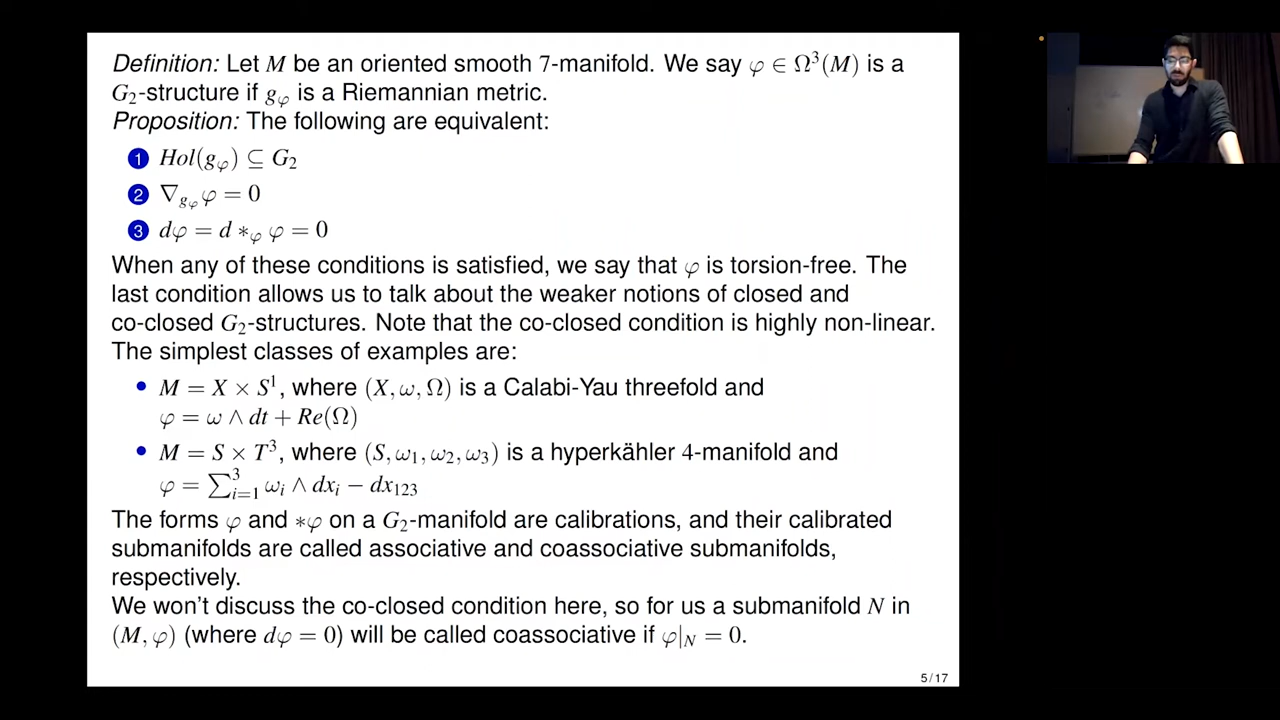 Definition: Let M be an oriented smooth 7-manifold. We say φ ∈ Ω³(M) is a
G₂-structure if g_φ is a Riemannian metric.
Proposition: The following are equivalent:
1 Hol(g_φ) ⊆ G₂
2 ∇_{g_φ} φ = 0
3 dφ = d *_φ φ = 0
When any of these conditions is satisfied, we say that φ is torsion-free. The
last condition allows us to talk about the weaker notions of closed and
co-closed G₂-structures. Note that the co-closed condition is highly non-linear.
The simplest classes of examples are:
• M = X × S¹, where (X, ω, Ω) is a Calabi-Yau threefold and
φ = ω ∧ dt + Re(Ω)
• M = S × T³, where (S, ω₁, ω₂, ω₃) is a hyperkähler 4-manifold and
φ = ∑_{i=1}^{3} ω_i ∧ dx_i − dx₁₂₃
The forms φ and *φ on a G₂-manifold are calibrations, and their calibrated
submanifolds are called associative and coassociative submanifolds,
respectively.
We won't discuss the co-closed condition here, so for us a submanifold N in
(M, φ) (where dφ = 0) will be called coassociative if φ|_N = 0.
5 / 17